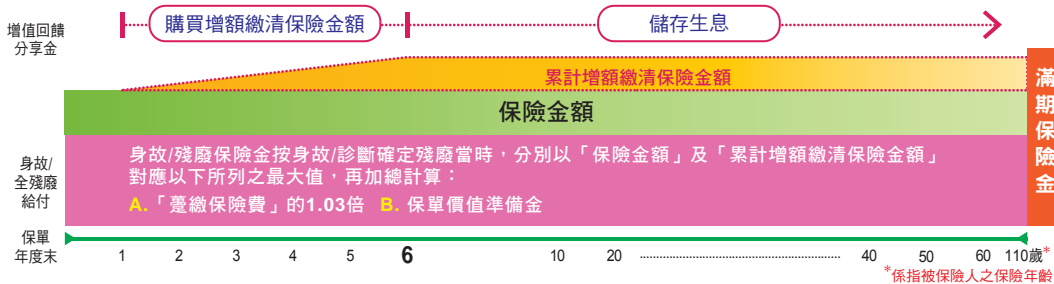 增值回饋
分享金
購買增額繳清保險金額
儲存生息
累計增額繳清保險金額
保險金額
滿期保險金
身故/
全殘廢
給付
身故/殘廢保險金按身故/診斷確定殘廢當時，分別以「保險金額」及「累計增額繳清保險金額」
對應以下所列之最大值，再加總計算：
A.「躉繳保險費」的1.03倍 B. 保單價值準備金
保單
年度末
1 2 3 4 5 6 10 20 40 50 60 110歲*
*係指被保險人之保險年齡